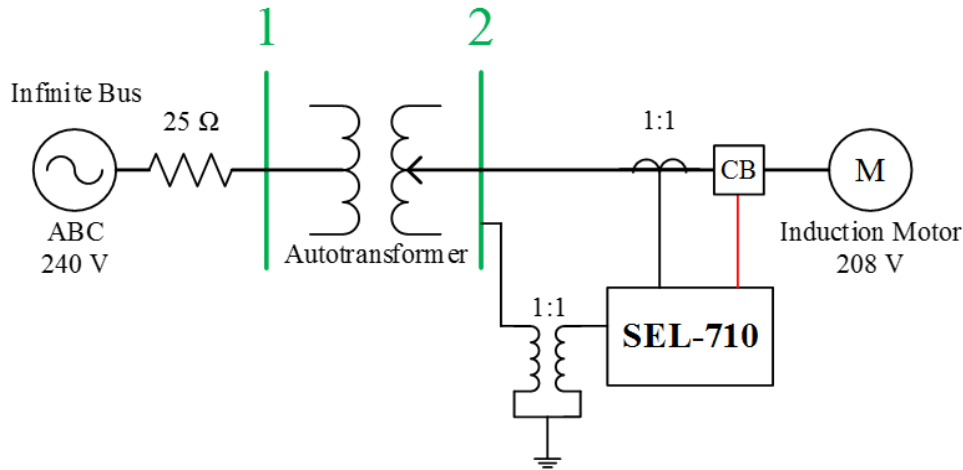 1
2
Infinite Bus
25 Ω
1:1
CB
M
ABC
240 V
Autotransformer
Induction Motor
208 V
1:1
SEL-710